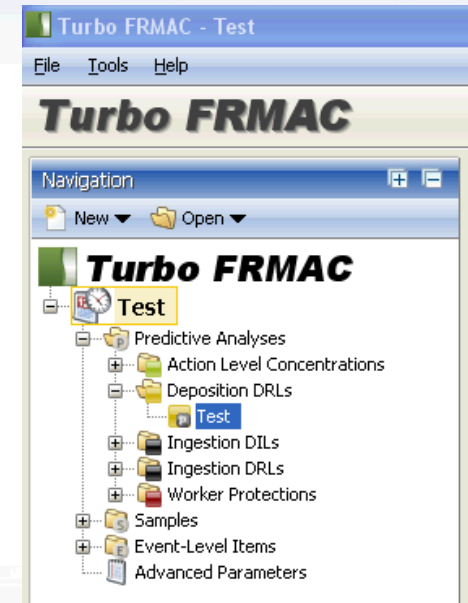 Turbo FRMAC - Test
File Tools Help
Turbo FRMAC
Navigation
New Open
Turbo FRMAC
Test
Predictive Analyses
Action Level Concentrations
Deposition DRLs
Test
Ingestion DILs
Ingestion DRLs
Worker Protections
Samples
Event-Level Items
Advanced Parameters